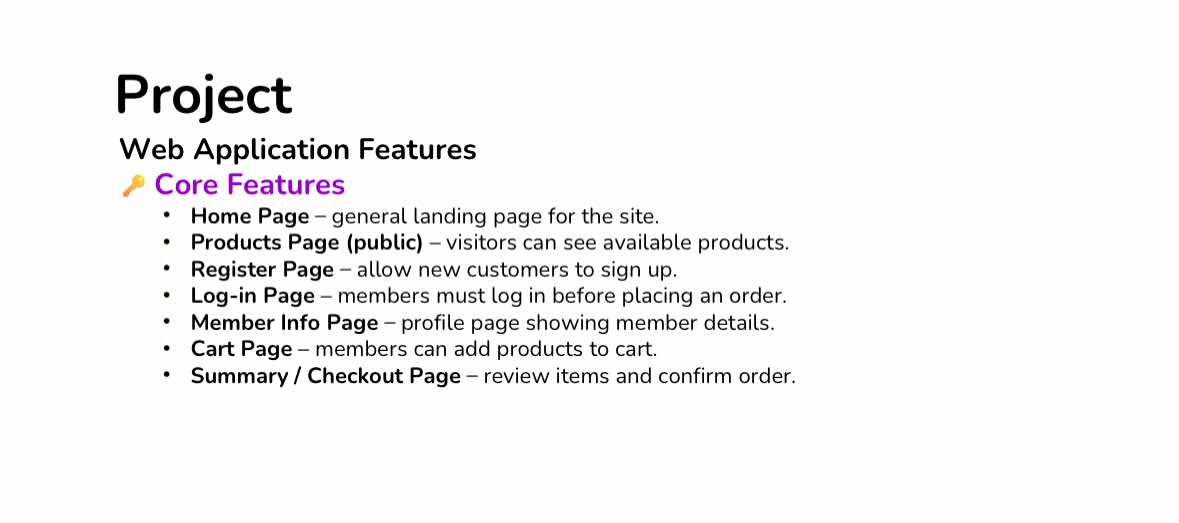 Project
Web Application Features
🔑 Core Features
• Home Page – general landing page for the site.
• Products Page (public) – visitors can see available products.
• Register Page – allow new customers to sign up.
• Log-in Page – members must log in before placing an order.
• Member Info Page – profile page showing member details.
• Cart Page – members can add products to cart.
• Summary / Checkout Page – review items and confirm order.